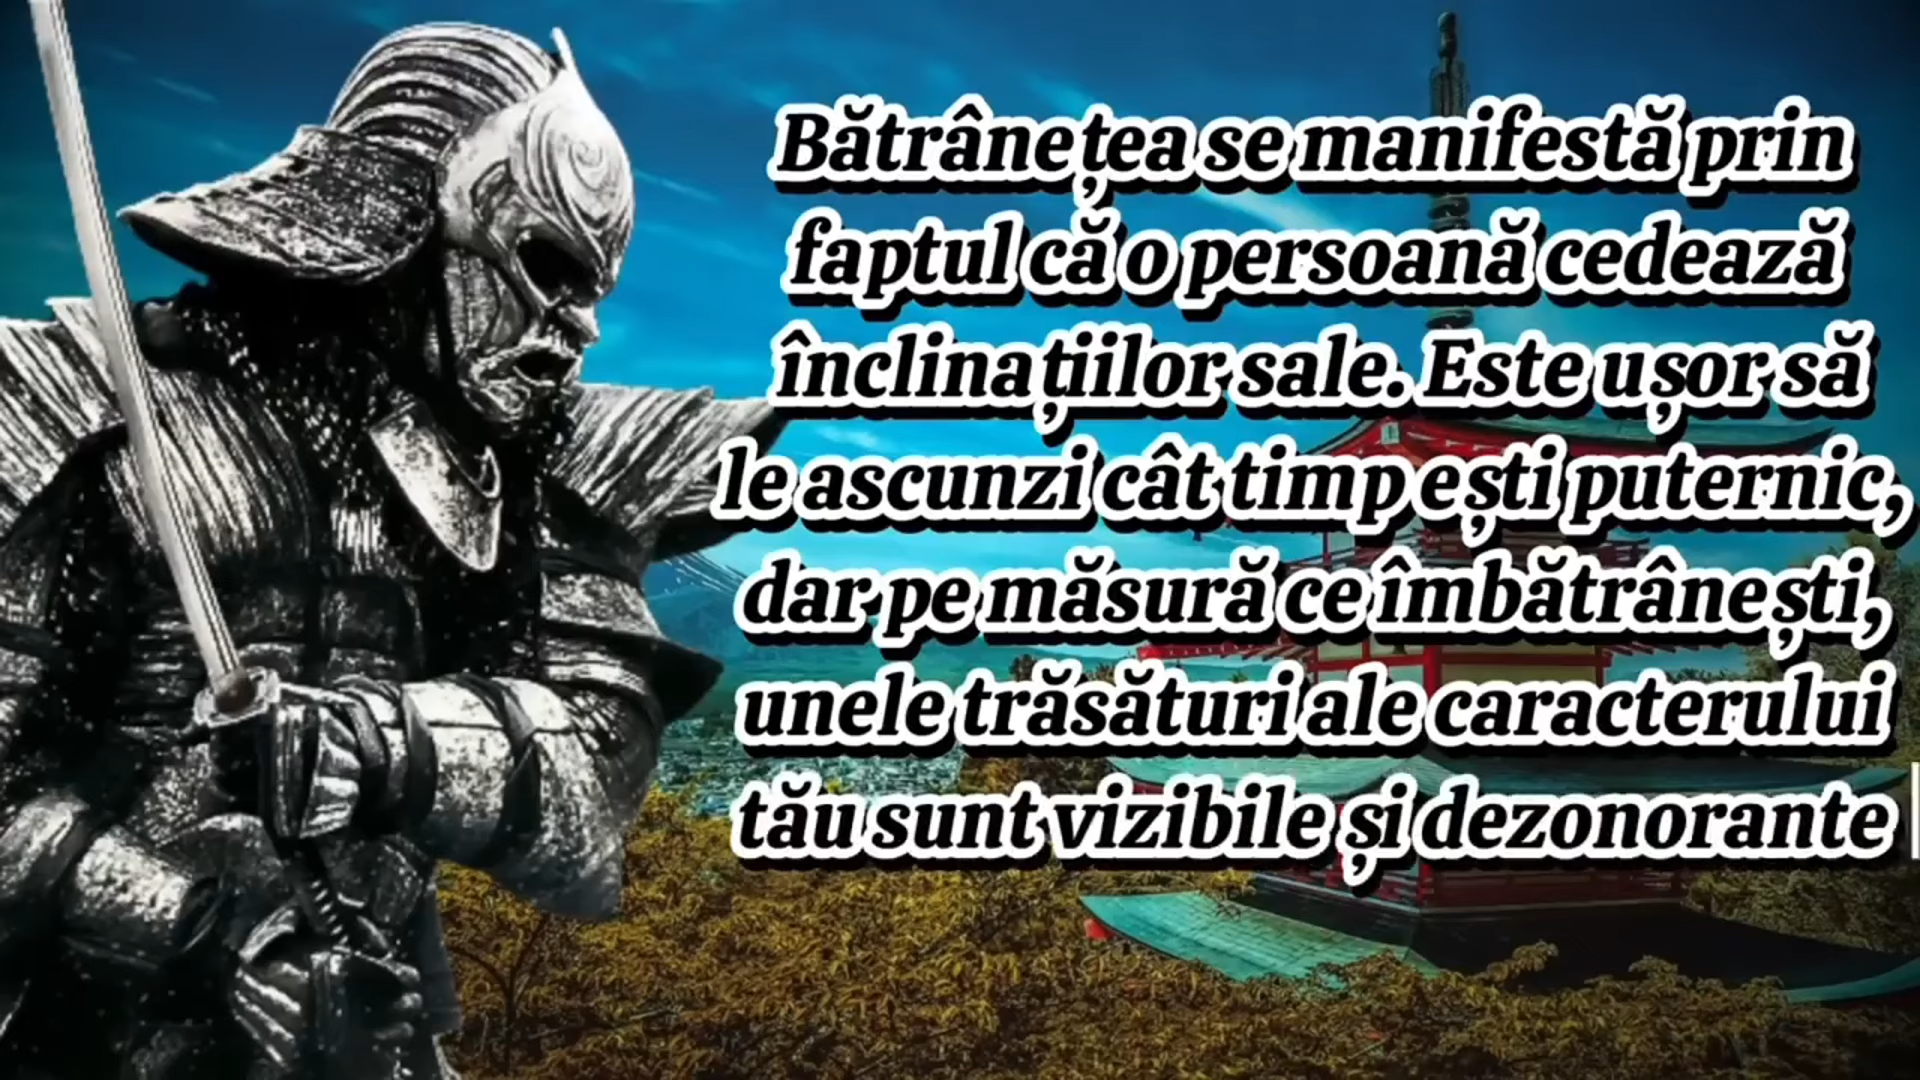 Bătrânețea se manifestă prin
faptul că o persoană cedează
înclinațiilor sale. Este ușor să
le ascunzi cât timp ești puternic,
dar pe măsură ce îmbătrânești,
unele trăsături ale caracterului
tău sunt vizibile și dezonorante